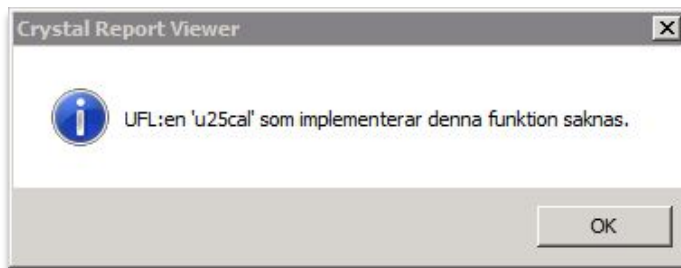 Crystal Report Viewer
UFL:en 'u25cal' som implementerar denna funktion saknas.
OK